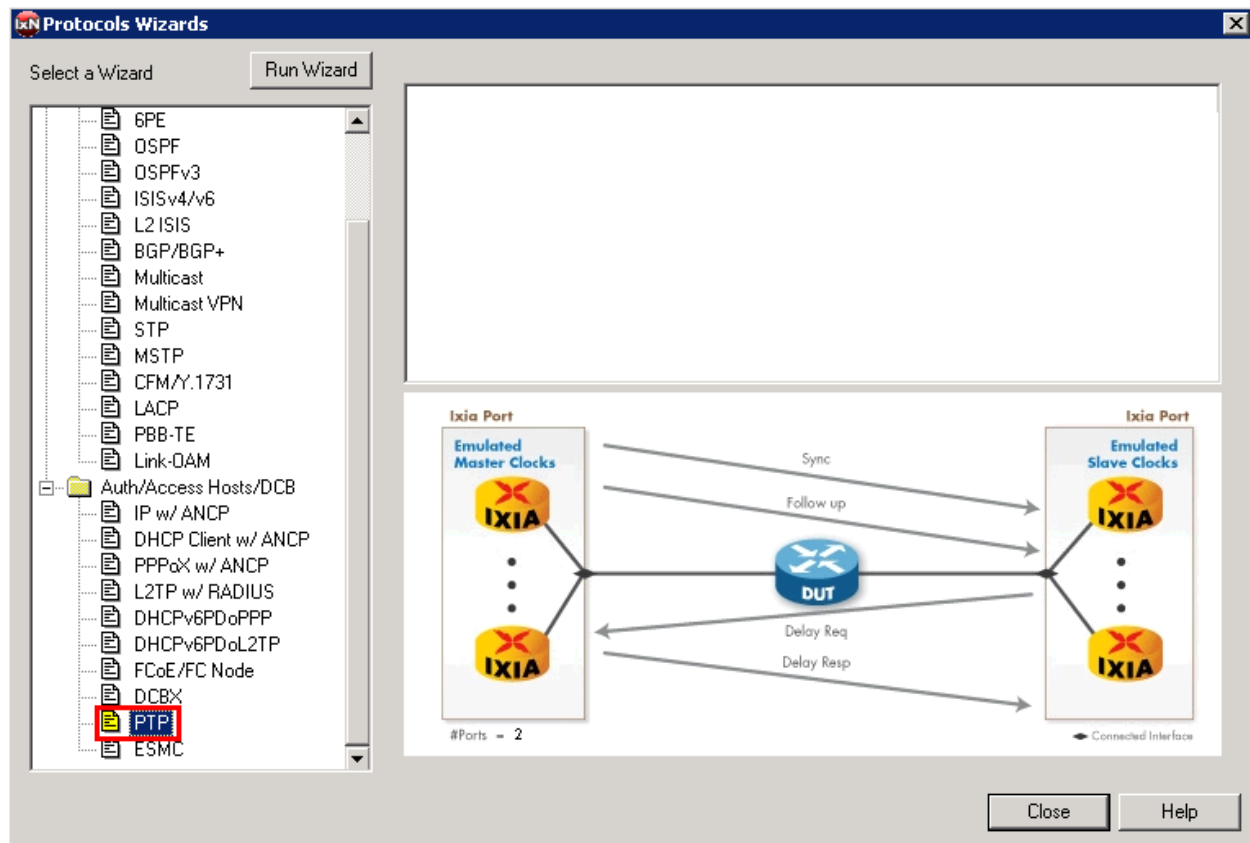 IxN Protocols Wizards
Select a Wizard
Run Wizard
6PE
OSPF
OSPFv3
ISISv4/v6
L2 ISIS
BGP/BGP+
Multicast
Multicast VPN
STP
MSTP
CFM/Y.1731
LACP
PBB-TE
Link-OAM
Auth/Access Hosts/DCB
IP w/ ANCP
DHCP Client w/ ANCP
PPPoX w/ ANCP
L2TP w/ RADIUS
DHCPv6PDoPPP
DHCPv6PDoL2TP
FCoE/FC Node
DCBX
PTP
ESMC
Ixia Port
Ixia Port
Emulated
Master Clocks
Emulated
Slave Clocks
Sync
Follow up
IXIA
IXIA
DUT
Delay Req
Delay Resp
IXIA
IXIA
#Ports = 2
Connected Interface
Close
Help